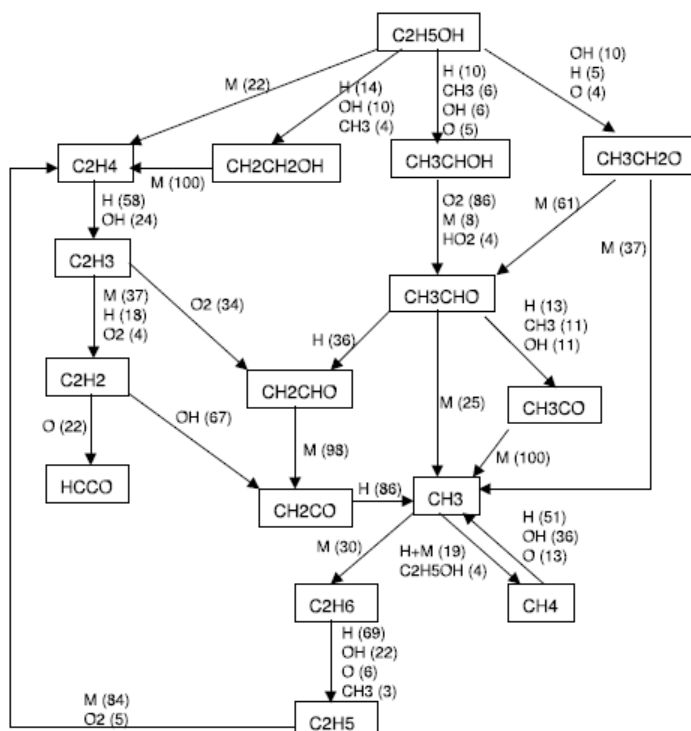 C2H5OH
M (22)
H (14)
OH (10)
CH3 (4)
H (10)
CH3 (6)
OH (6)
O (5)
OH (10)
H (5)
O (4)
C2H4
M (100)
CH2CH2OH
CH3CHOH
CH3CH2O
H (58)
OH (24)
O2 (86)
M (8)
HO2 (4)
M (61)
M (37)
C2H3
M (37)
H (18)
O2 (4)
O2 (34)
CH3CHO
H (36)
H (13)
CH3 (11)
OH (11)
C2H2
CH2CHO
M (25)
CH3CO
O (22)
OH (67)
M (98)
M (100)
HCCO
CH2CO
H (86)
CH3
M (30)
H+M (19)
C2H5OH (4)
H (51)
OH (36)
O (13)
C2H6
CH4
H (69)
OH (22)
O (6)
CH3 (3)
M (84)
O2 (5)
C2H5